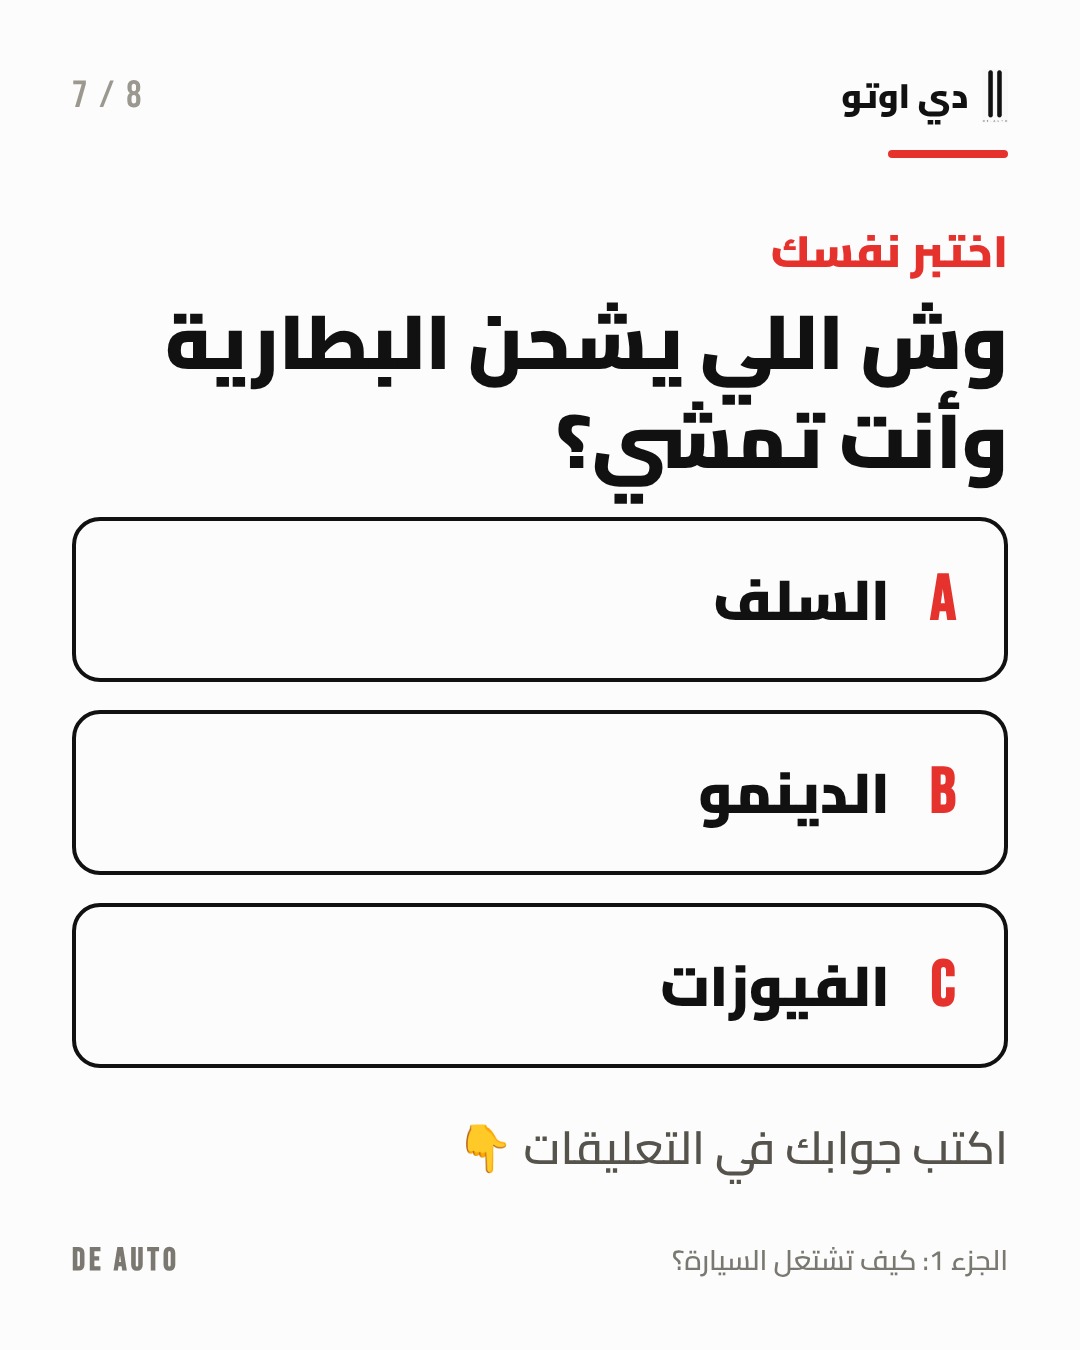 دي اوتو
7 / 8
اختبر نفسك
وش اللي يشحن البطارية
وأنت تمشي؟
A السلف
B الدينمو
C الفيوزات
اكتب جوابك في التعليقات 👇
الجزء 1: كيف تشتغل السيارة؟
DE AUTO